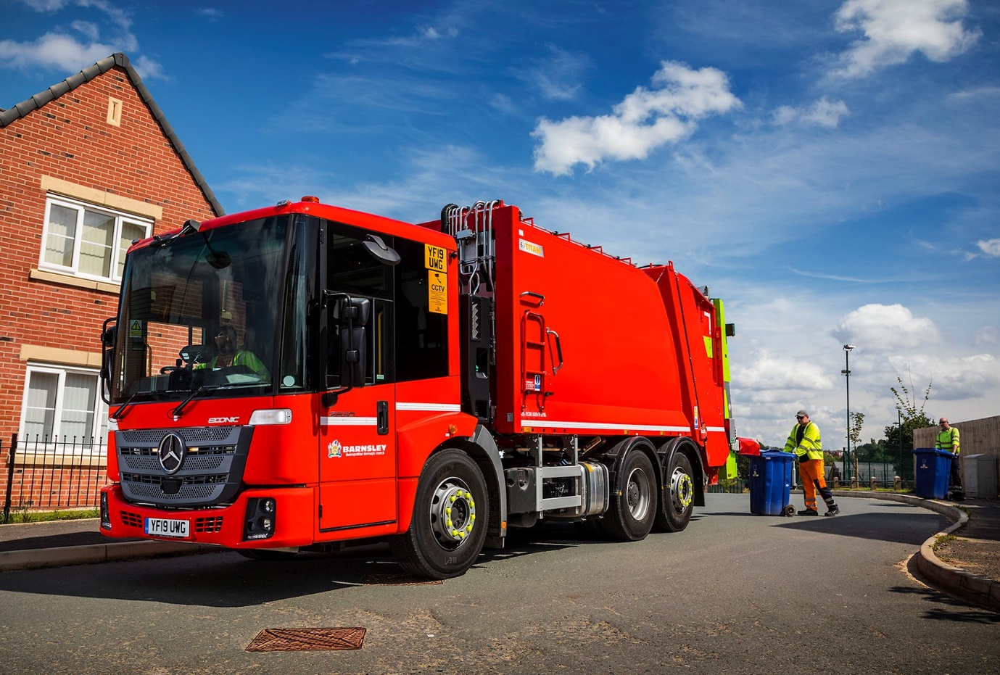 YF19
UWG
CCTV
TITAN
ECONIC
BARNSLEY
Metropolitan Borough Council
YF19 UWG